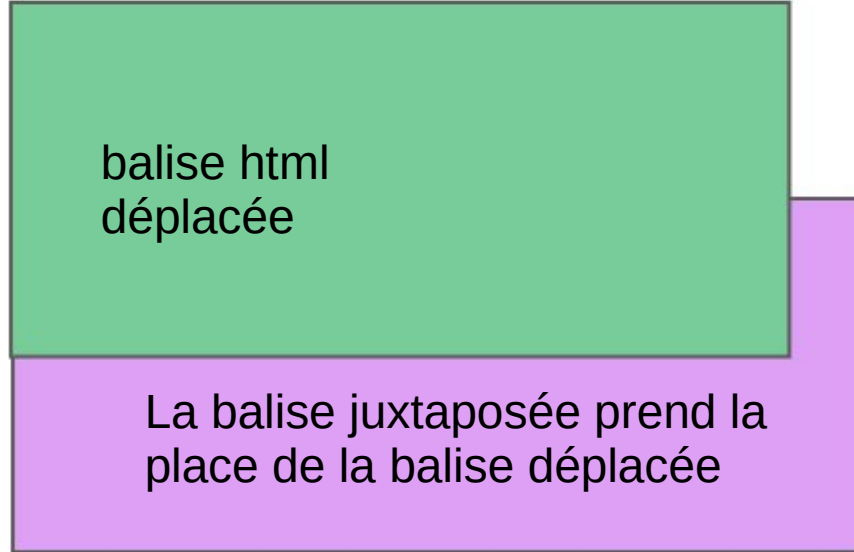 balise html
déplacée
La balise juxtaposée prend la
place de la balise déplacée